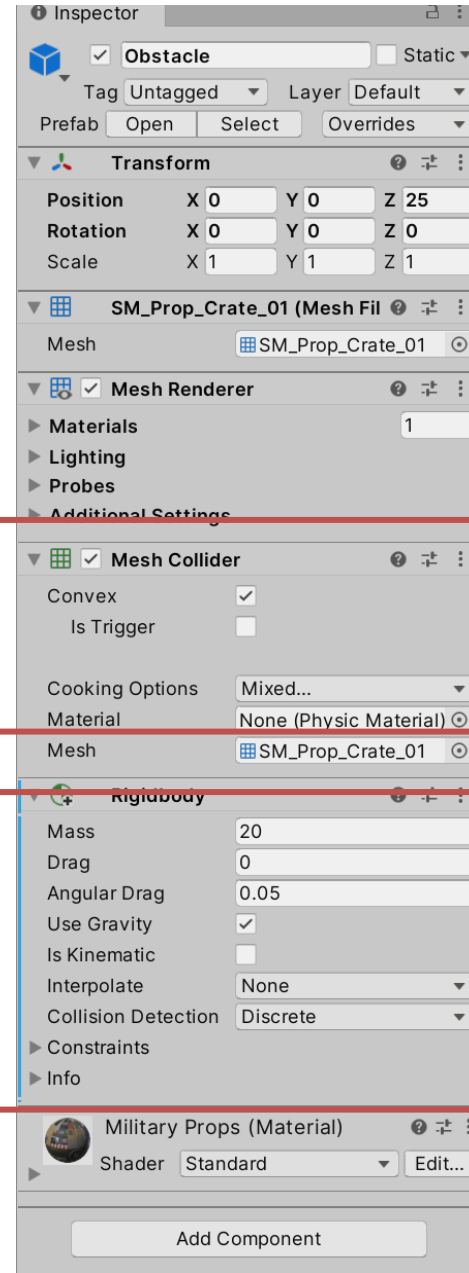 Inspector
Obstacle Static
Tag Untagged Layer Default
Prefab Open Select Overrides
Transform
Position X 0 Y 0 Z 25
Rotation X 0 Y 0 Z 0
Scale X 1 Y 1 Z 1
SM_Prop_Crate_01 (Mesh Fil
Mesh SM_Prop_Crate_01
Mesh Renderer
Materials 1
Lighting
Probes
Additional Settings
Mesh Collider
Convex
Is Trigger
Cooking Options Mixed...
Material None (Physic Material)
Mesh SM_Prop_Crate_01
Rigidbody
Mass 20
Drag 0
Angular Drag 0.05
Use Gravity
Is Kinematic
Interpolate None
Collision Detection Discrete
Constraints
Info
Military Props (Material)
Shader Standard Edit...
Add Component